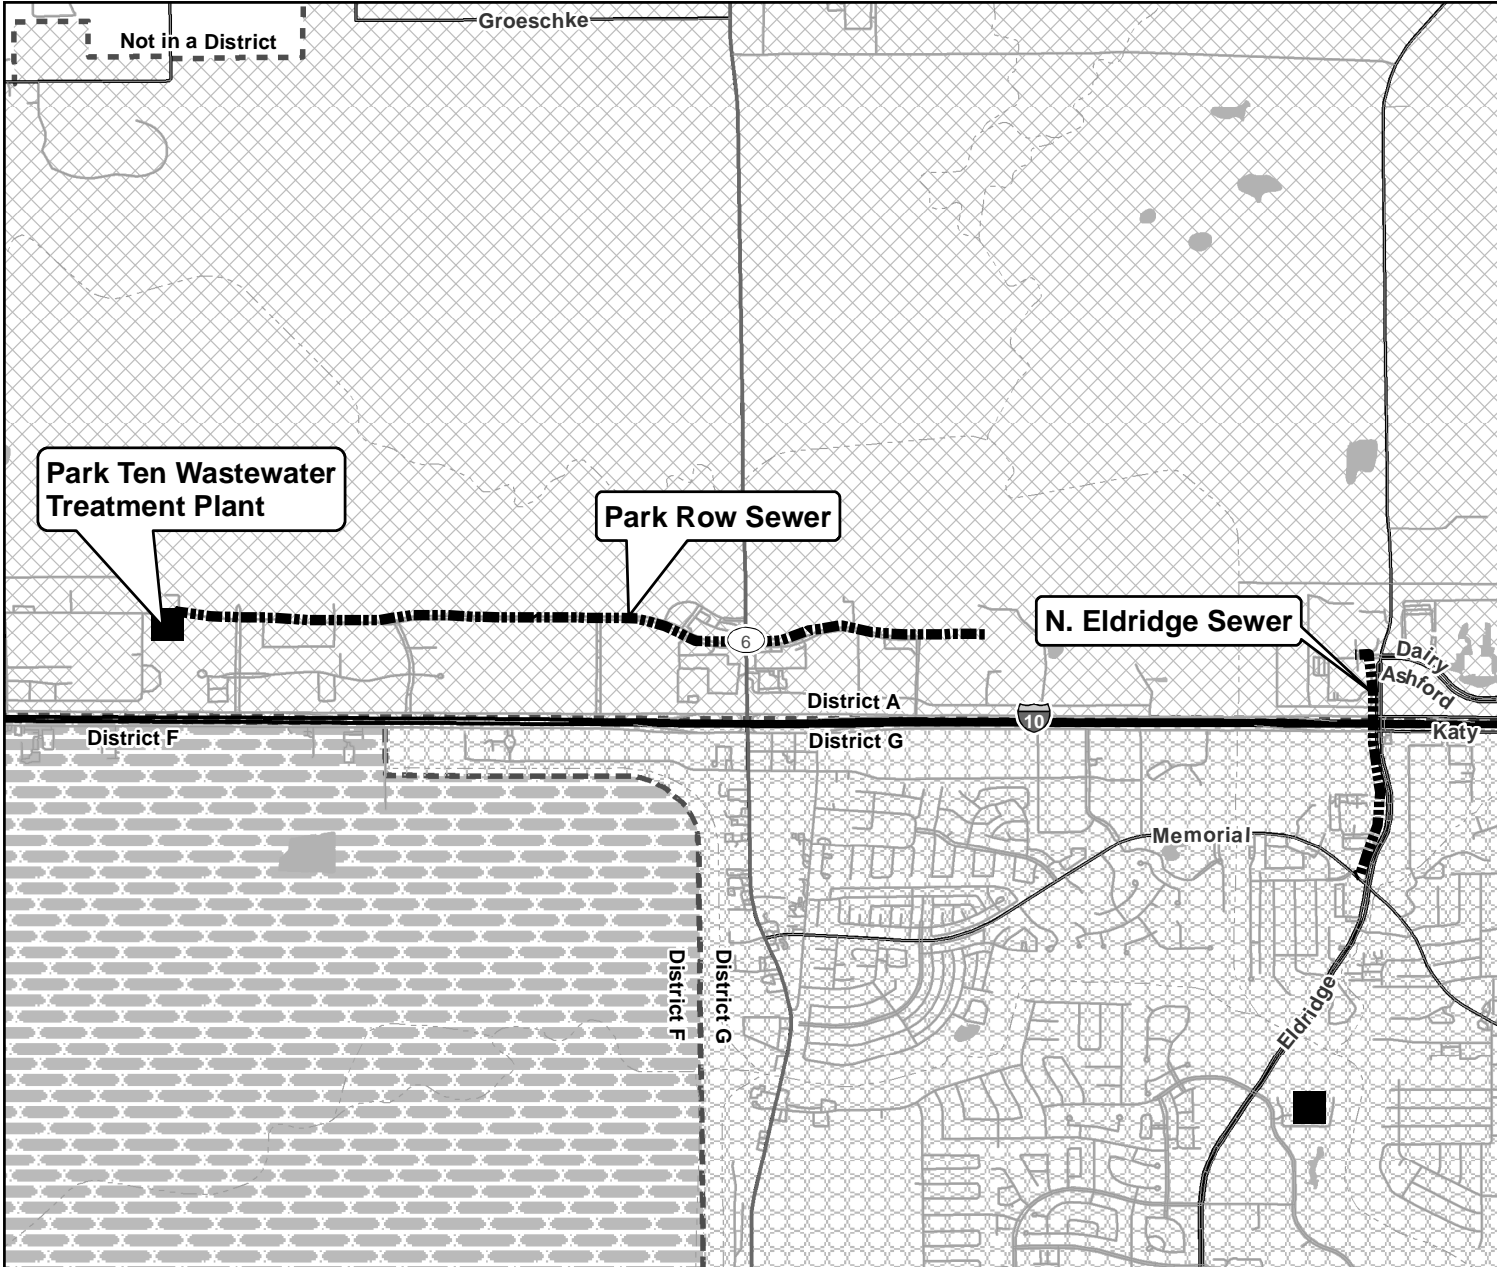 Groeschke
Not in a District
Park Ten Wastewater
Treatment Plant
Park Row Sewer
N. Eldridge Sewer
6
Dairy
Ashford
District A
10
District F
District G
Katy
Memorial
District F
District G
Eldridge